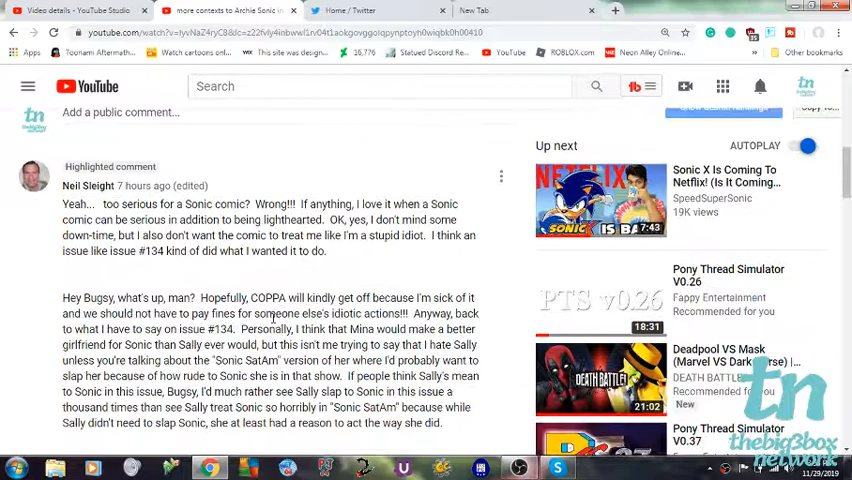 Video details - YouTube Studio
more contexts to Archie Sonic in
Home / Twitter
New Tab
Apps
Toonami Aftermath...
Watch cartoons onl...
This site was design...
16,776
Statued Discord Re...
YouTube
ROBLOX.com
Neon Alley Online...
Other bookmarks
YouTube
Search
Add a public comment...
Up next
AUTOPLAY
Highlighted comment
Neil Sleight 7 hours ago (edited)
Yeah... too serious for a Sonic comic? Wrong!!! If anything, I love it when a Sonic
comic can be serious in addition to being lighthearted. OK, yes, I don't mind some
down-time, but I also don't want the comic to treat me like I'm a stupid idiot. I think an
issue like issue #134 kind of did what I wanted it to do.
Hey Bugsy, what's up, man? Hopefully, COPPA will kindly get off because I'm sick of it
and we should not have to pay fines for someone else's idiotic actions!!! Anyway, back
to what I have to say on issue #134. Personally, I think that Mina would make a better
girlfriend for Sonic than Sally ever would, but this isn't me trying to say that I hate Sally
unless you're talking about the "Sonic SatAm" version of her where I'd probably want to
slap her because of how rude to Sonic she is in that show. If people think Sally's mean
to Sonic in this issue, Bugsy, I'd much rather see Sally slap to Sonic in this issue a
thousand times than see Sally treat Sonic so horribly in "Sonic SatAm" because while
Sally didn't need to slap Sonic, she at least had a reason to act the way she did.
NETFLIX
SONIC IS BACK
7:43
Sonic X Is Coming To
Netflix! (Is It Coming...
SpeedSuperSonic
19K views
PTS v0.26
18:31
Pony Thread Simulator
v0.26
Fappery
Recommended for you
DEATH BATTLE!
21:02
Deadpool VS Mask
(Marvel VS Dark Horse) |...
DEATH BATTLE!
Recommended for you
New
Pony Thread Simulator
v0.37
tn
thebig3box
network
11/29/2019